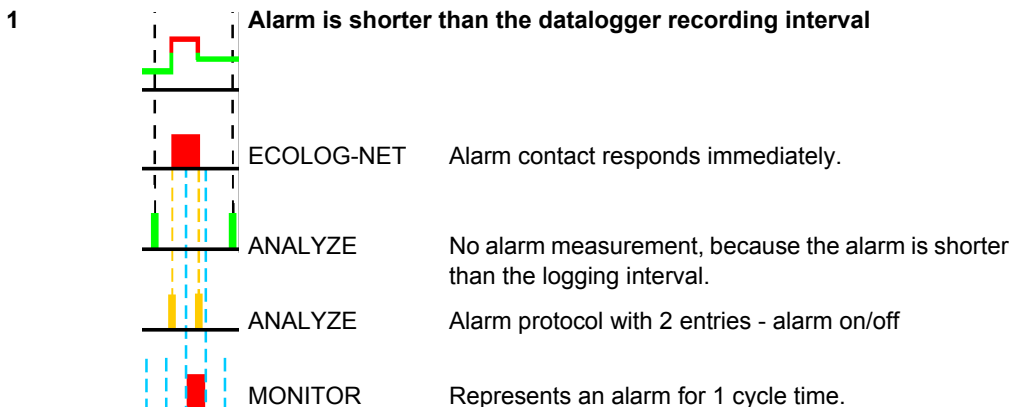 1 Alarm is shorter than the datalogger recording interval
ECOLOG-NET Alarm contact responds immediately.
ANALYZE No alarm measurement, because the alarm is shorter
than the logging interval.
ANALYZE Alarm protocol with 2 entries - alarm on/off
MONITOR Represents an alarm for 1 cycle time.